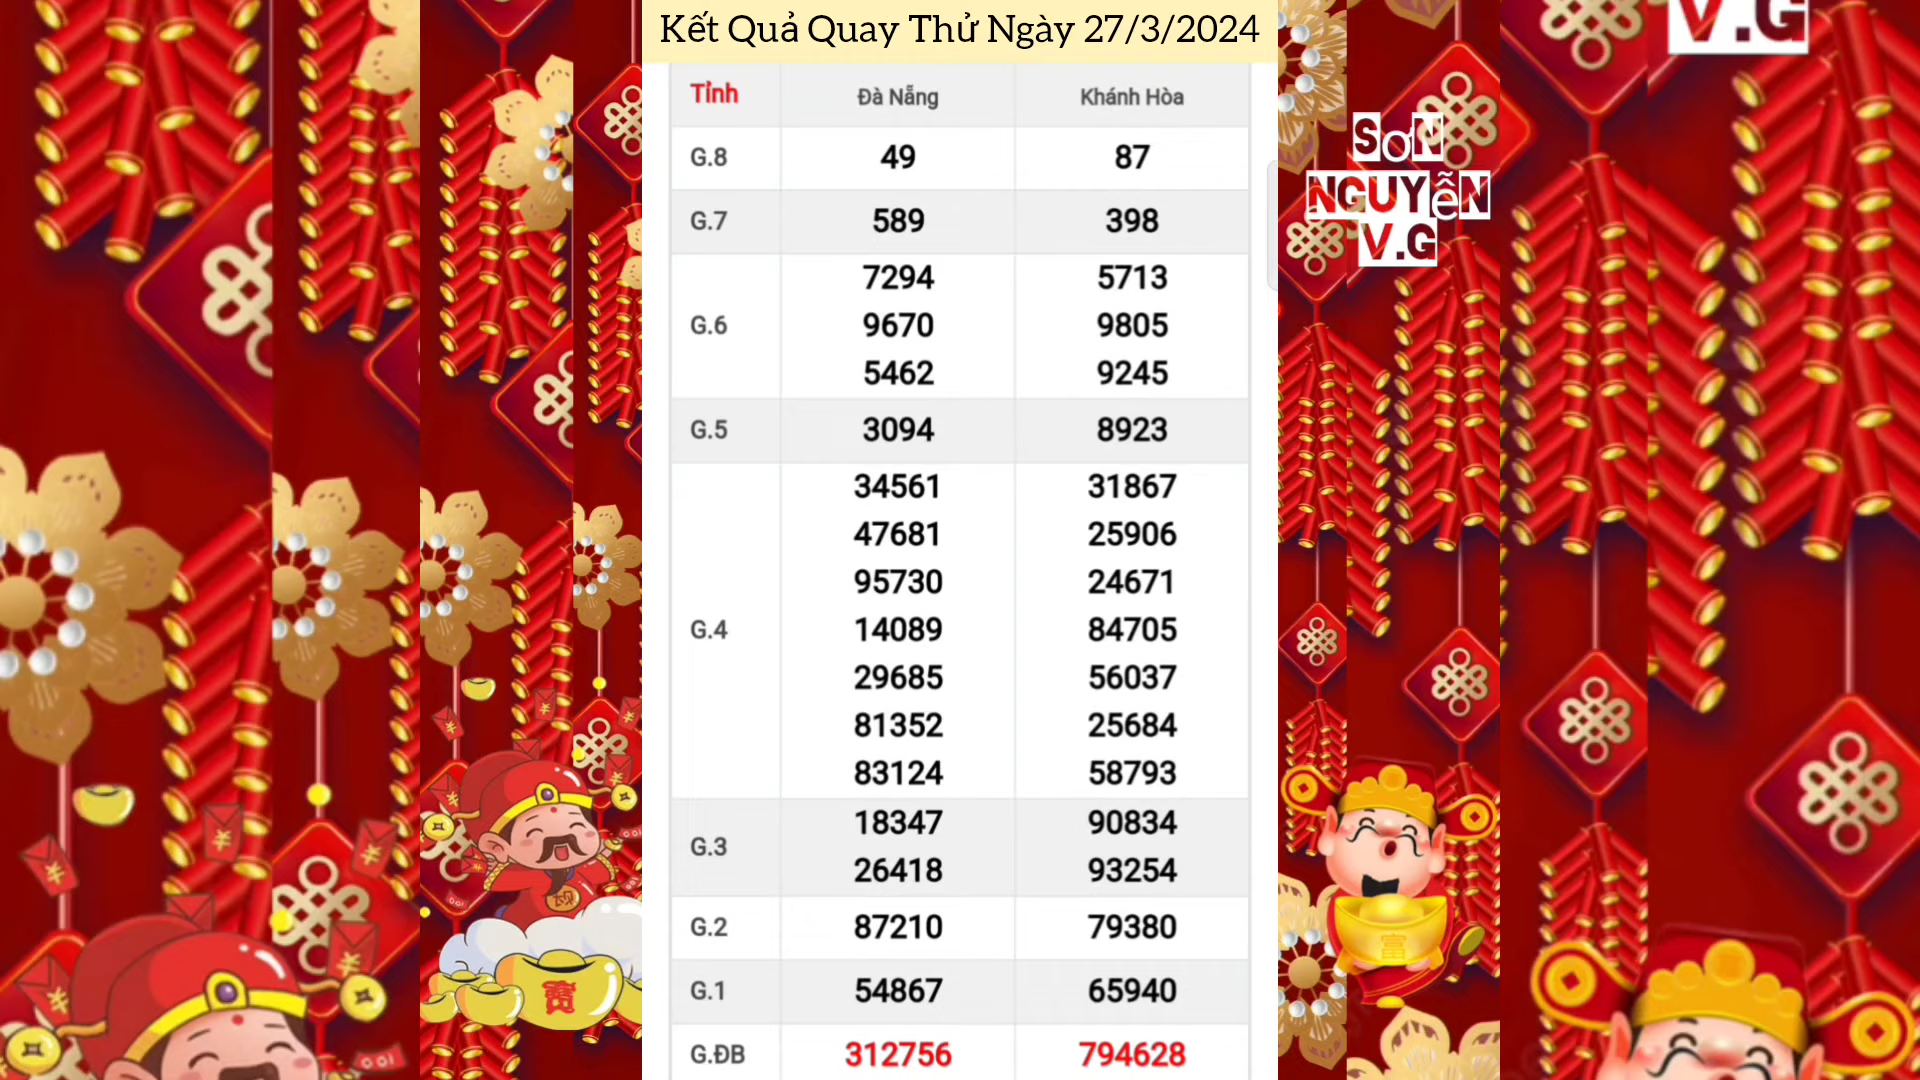 Kết Quả Quay Thử Ngày 27/3/2024
V.G
SƠN
NGUYỄN
V.G
Tỉnh Đà Nẵng Khánh Hòa
G.8 49 87
G.7 589 398
7294 5713
G.6 9670 9805
5462 9245
G.5 3094 8923
34561 31867
47681 25906
95730 24671
G.4 14089 84705
29685 56037
81352 25684
83124 58793
18347 90834
G.3
26418 93254
G.2 87210 79380
G.1 54867 65940
G.ĐB 312756 794628
富